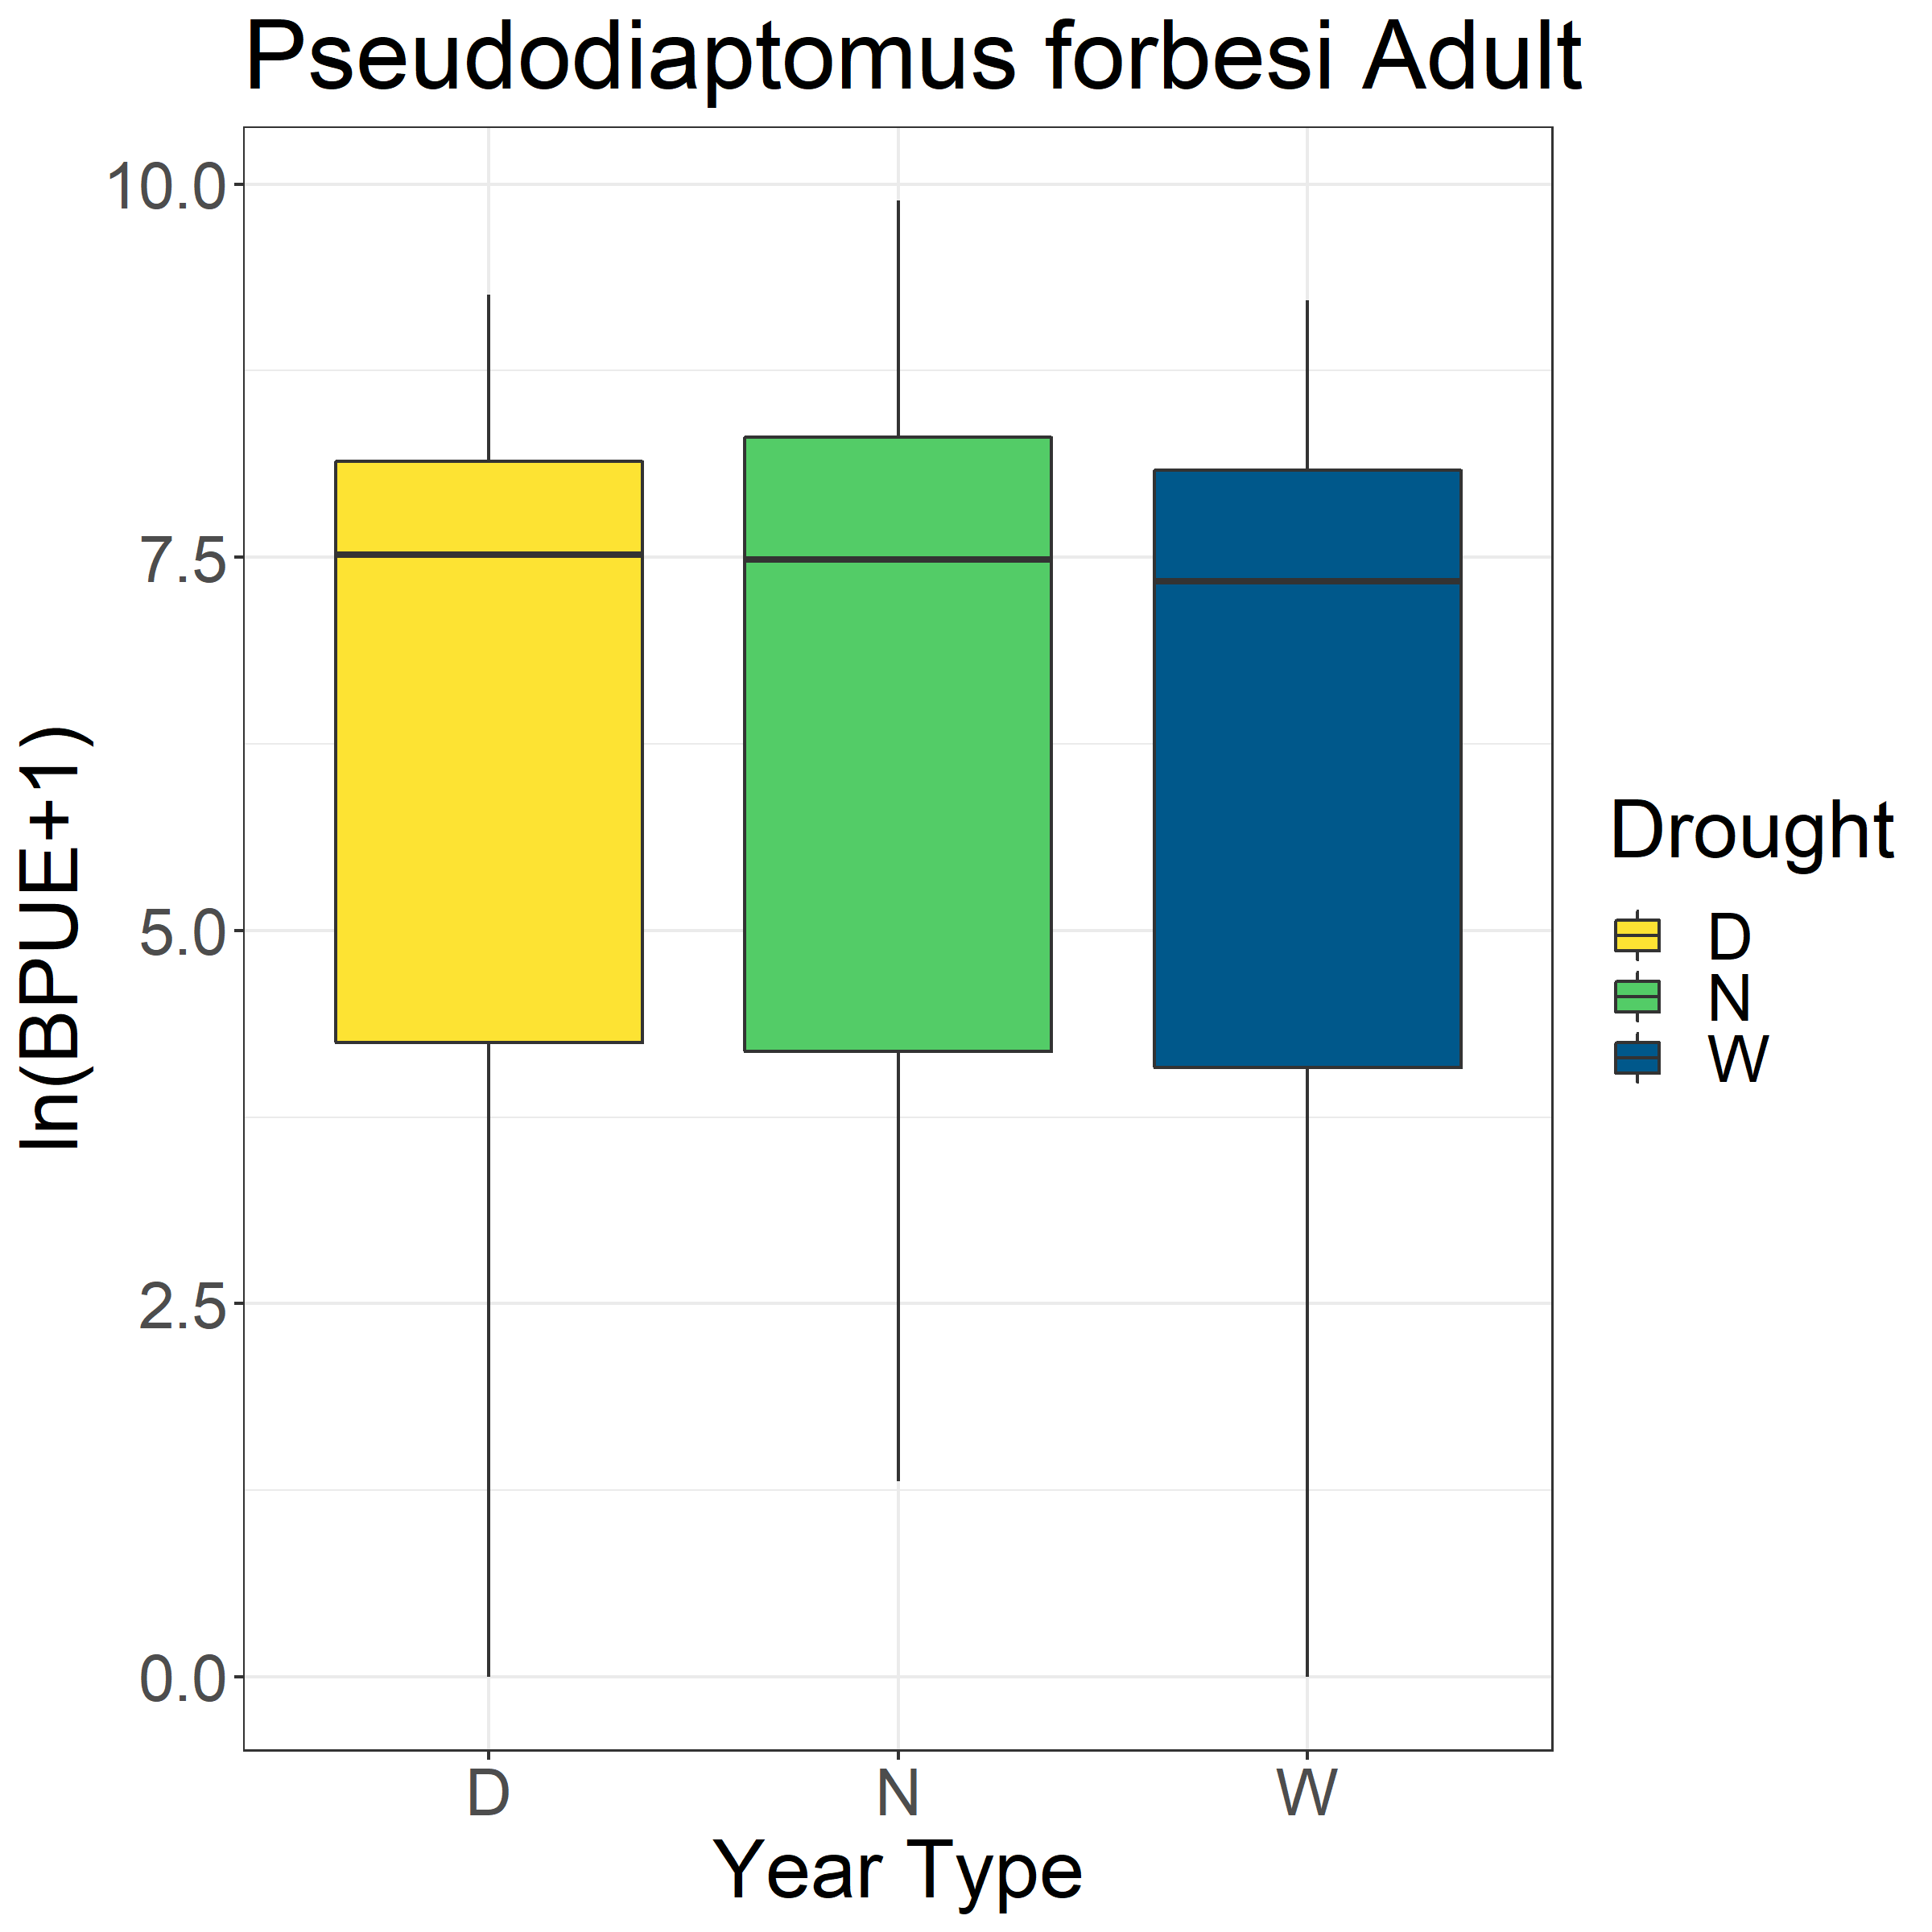 Pseudodiaptomus forbesi Adult
10.0
7.5
5.0
2.5
0.0
ln(BPUE+1)
D
N
W
Year Type
Drought
D
N
W